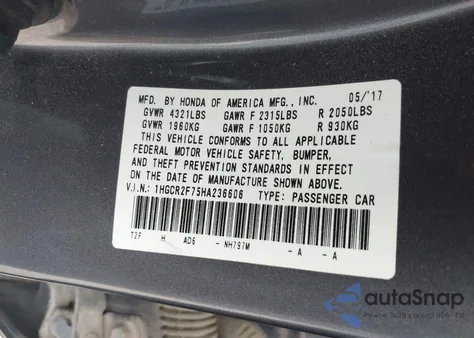 MFD. BY HONDA OF AMERICA MFG., INC. 05/'17
GVWR 4321LBS GAWR F 2315LBS R 2050LBS
GVWR 1960KG GAWR F 1050KG R 930KG
THIS VEHICLE CONFORMS TO ALL APPLICABLE
FEDERAL MOTOR VEHICLE SAFETY, BUMPER,
AND THEFT PREVENTION STANDARDS IN EFFECT
ON THE DATE OF MANUFACTURE SHOWN ABOVE.
V.I.N.: 1HGCR2F75HA236606 TYPE: PASSENGER CAR
T2F H AD6 - NH797M - A - A
autoSnap